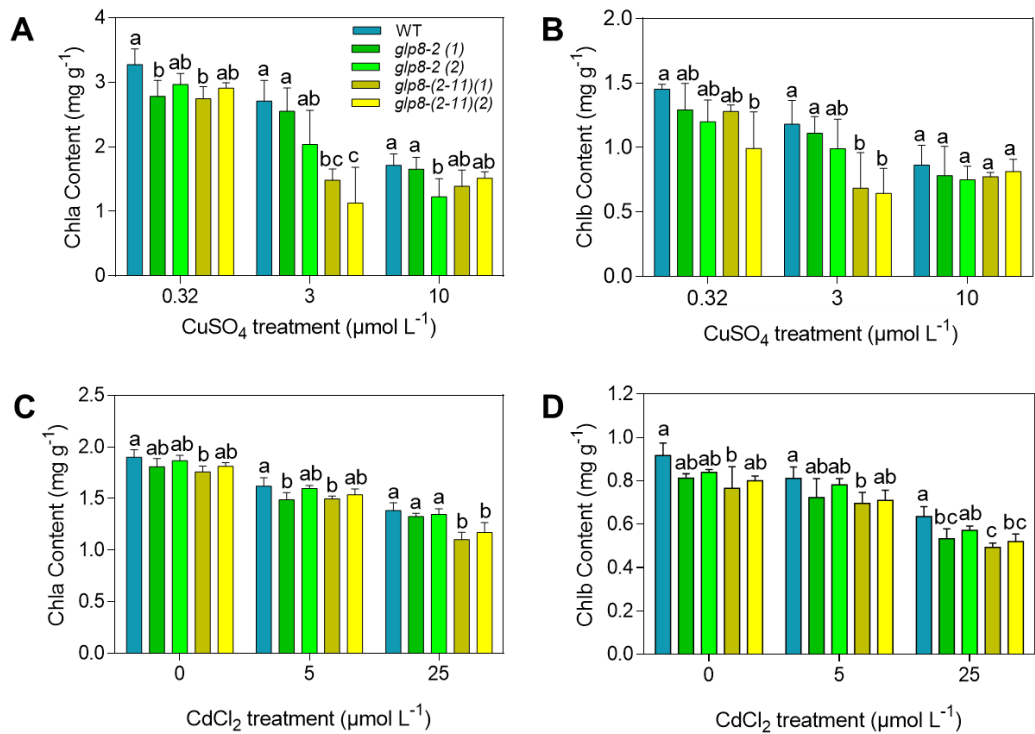 A
Chla Content (mg g⁻¹)
4
3
2
1
0
a b ab b ab
a a ab bc c
a a b ab ab
0.32 3 10
CuSO₄ treatment (µmol L⁻¹)
WT
glp8-2 (1)
glp8-2 (2)
glp8-(2-11)(1)
glp8-(2-11)(2)
B
Chlb Content (mg g⁻¹)
2.0
1.5
1.0
0.5
0.0
a ab a a b
a a a b b
a a a a a
0.32 3 10
CuSO₄ treatment (µmol L⁻¹)
C
Chla Content (mg g⁻¹)
2.5
2.0
1.5
1.0
0.5
0.0
a ab ab b ab
a b ab b ab
a a a b b
0 5 25
CdCl₂ treatment (µmol L⁻¹)
D
Chlb Content (mg g⁻¹)
1.2
1.0
0.8
0.6
0.4
0.2
0.0
a ab ab b ab
a ab ab b ab
a bc ab c bc
0 5 25
CdCl₂ treatment (µmol L⁻¹)